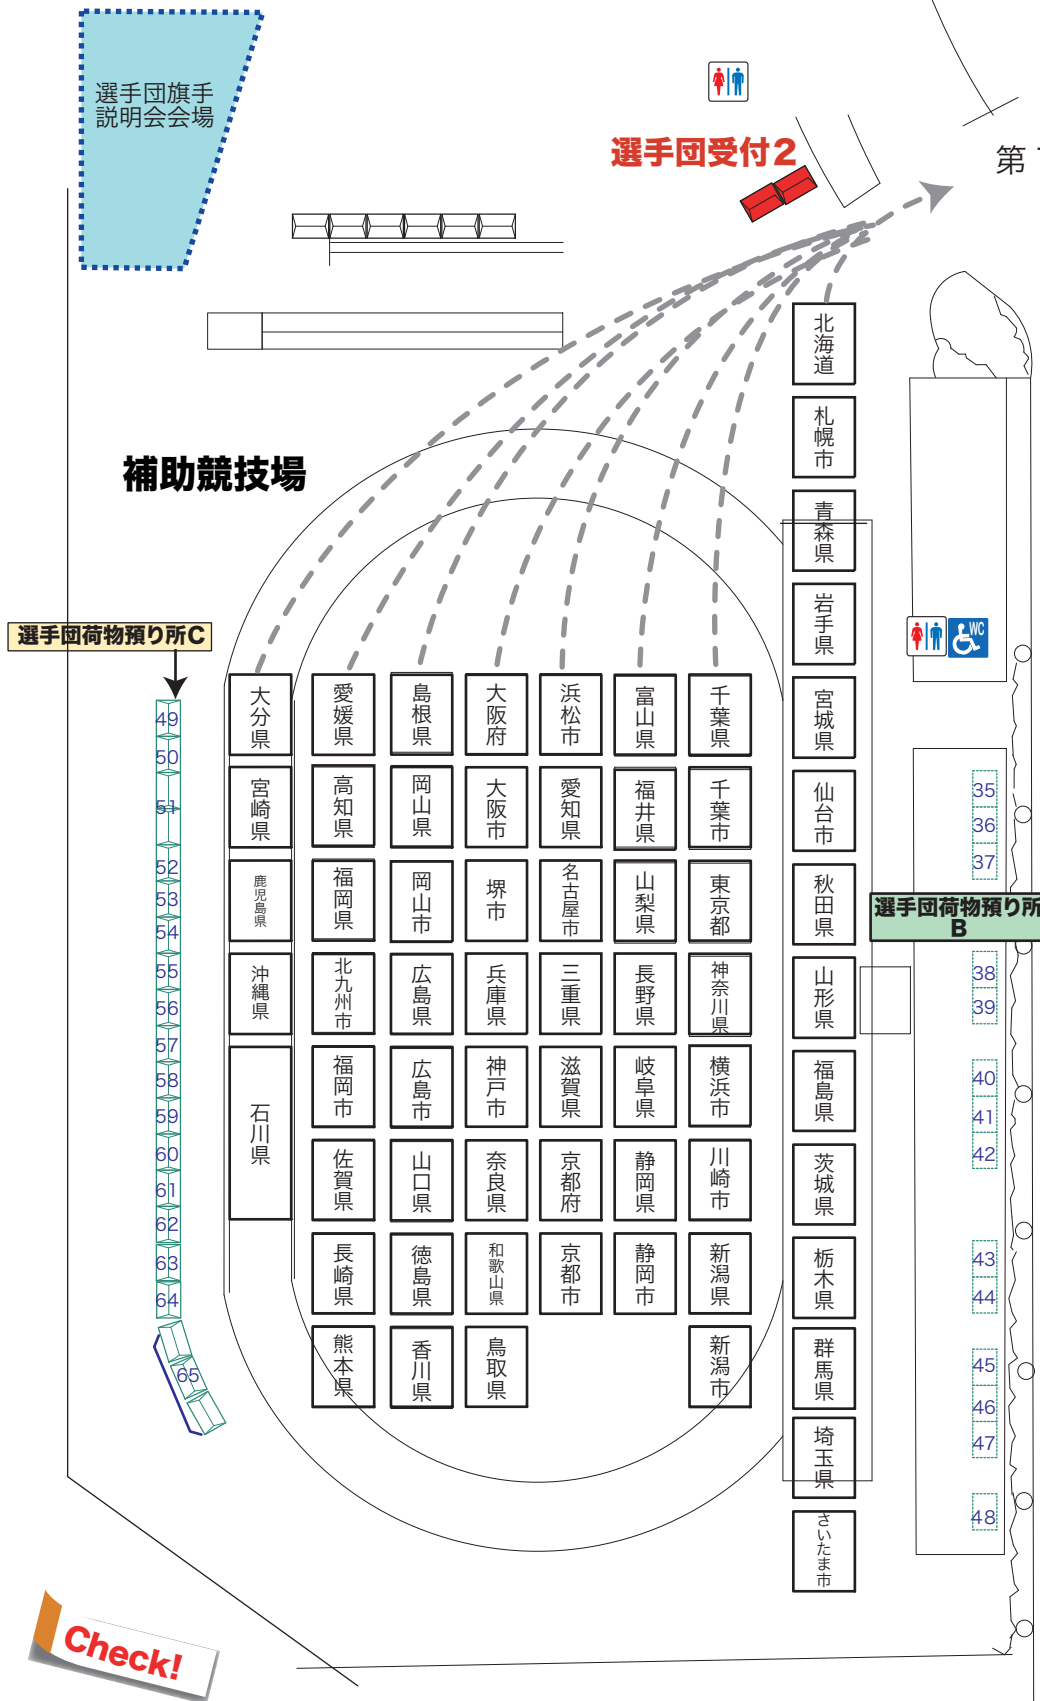 選手団旗手
説明会会場
選手団受付2
第
補助競技場
選手団荷物預り所C
北海道
札幌市
青森県
岩手県
宮城県
仙台市
秋田県
山形県
福島県
茨城県
栃木県
群馬県
埼玉県
さいたま市
千葉県
千葉市
東京都
神奈川県
横浜市
川崎市
新潟県
新潟市
富山県
福井県
山梨県
長野県
岐阜県
静岡県
静岡市
浜松市
愛知県
名古屋市
三重県
滋賀県
京都府
京都市
大阪府
大阪市
堺市
兵庫県
神戸市
奈良県
和歌山県
鳥取県
島根県
岡山県
岡山市
広島県
広島市
山口県
徳島県
香川県
愛媛県
高知県
福岡県
北九州市
福岡市
佐賀県
長崎県
熊本県
大分県
宮崎県
鹿児島県
沖縄県
石川県
49
50
51
52
53
54
55
56
57
58
59
60
61
62
63
64
65
WC
35
36
37
選手団荷物預り所
B
38
39
40
41
42
43
44
45
46
47
48
Check!